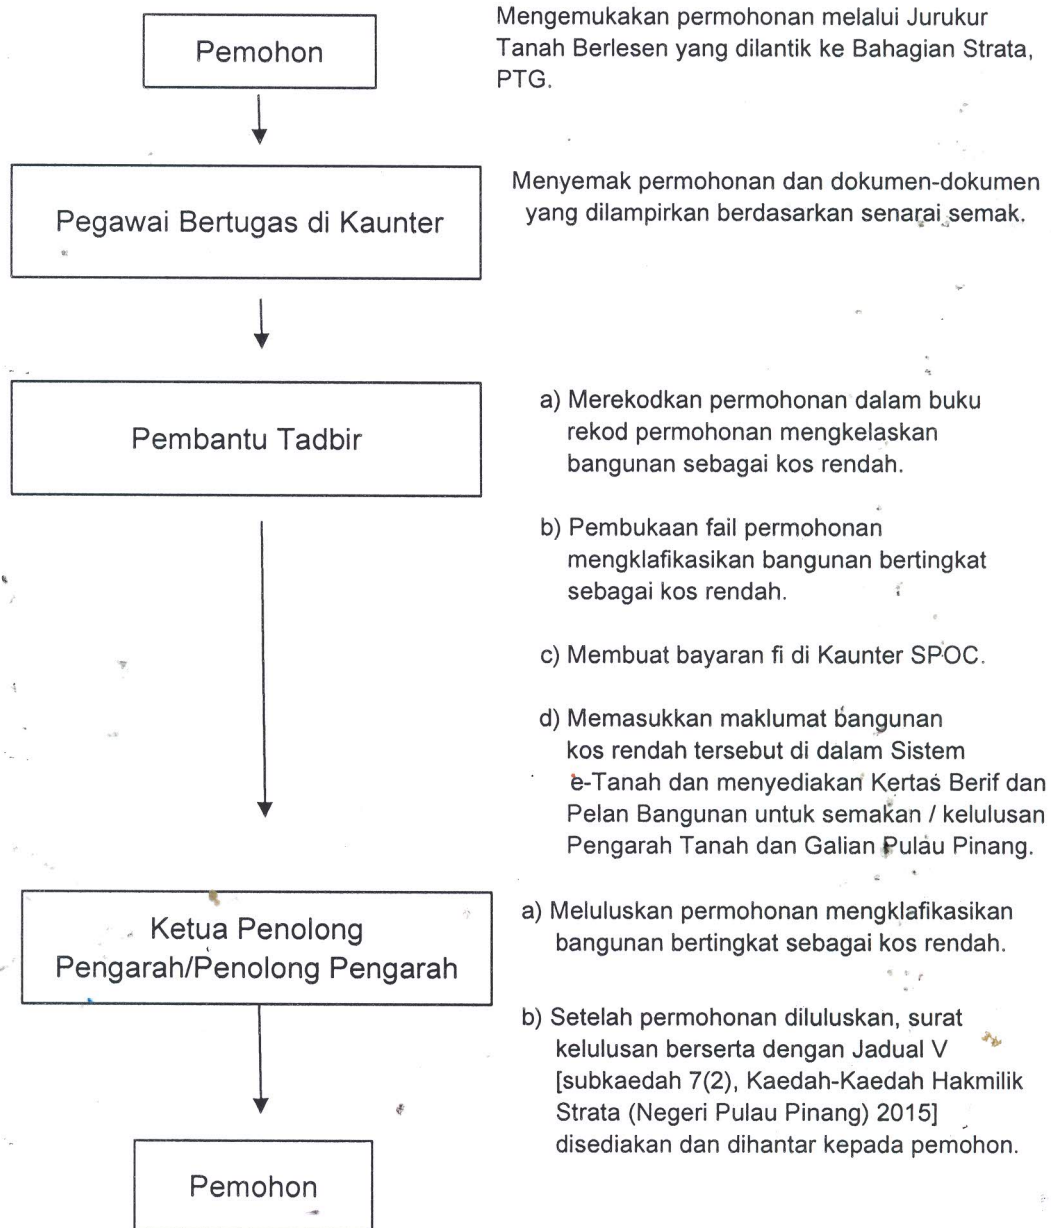 Pemohon
Mengemukakan permohonan melalui Jurukur
Tanah Berlesen yang dilantik ke Bahagian Strata,
PTG.
Pegawai Bertugas di Kaunter
Menyemak permohonan dan dokumen-dokumen
yang dilampirkan berdasarkan senarai semak.
Pembantu Tadbir
a) Merekodkan permohonan dalam buku
rekod permohonan mengkelaskan
bangunan sebagai kos rendah.
b) Pembukaan fail permohonan
mengklafikasikan bangunan bertingkat
sebagai kos rendah.
c) Membuat bayaran fi di Kaunter SPOC.
d) Memasukkan maklumat bangunan
kos rendah tersebut di dalam Sistem
e-Tanah dan menyediakan Kertas Berif dan
Pelan Bangunan untuk semakan / kelulusan
Pengarah Tanah dan Galian Pulau Pinang.
Ketua Penolong
Pengarah/Penolong Pengarah
a) Meluluskan permohonan mengklafikasikan
bangunan bertingkat sebagai kos rendah.
b) Setelah permohonan diluluskan, surat
kelulusan berserta dengan Jadual V
[subkaedah 7(2), Kaedah-Kaedah Hakmilik
Strata (Negeri Pulau Pinang) 2015]
disediakan dan dihantar kepada pemohon.
Pemohon